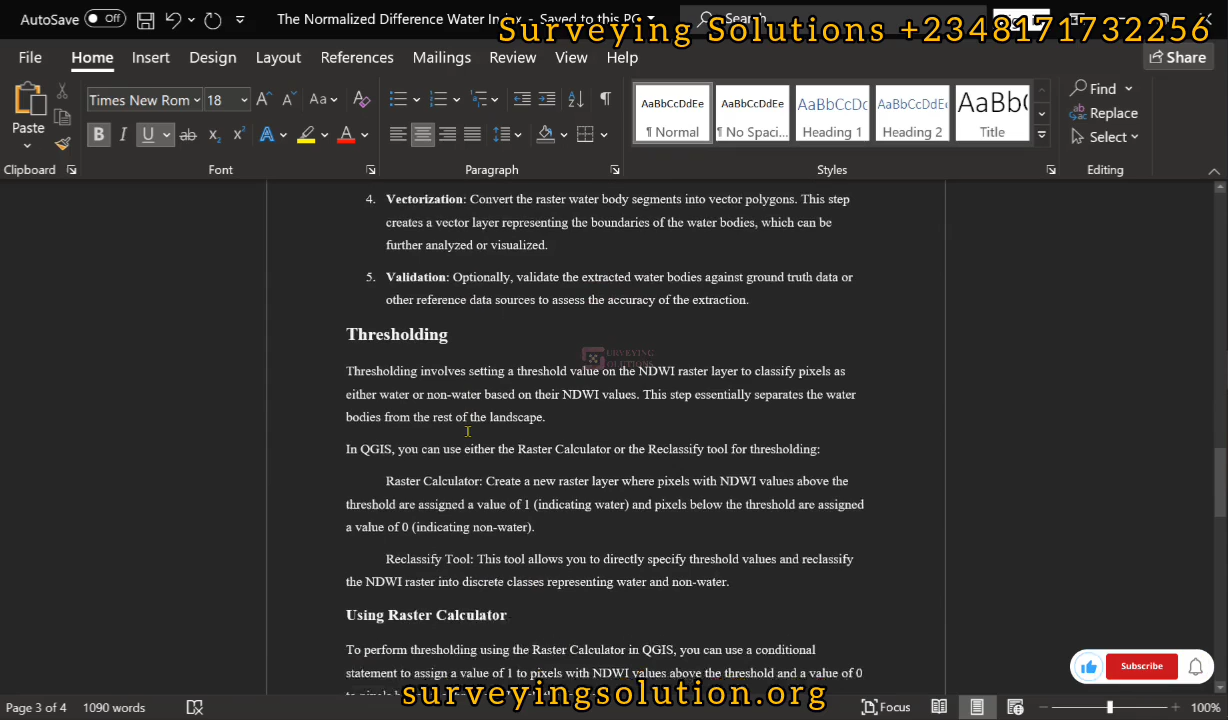 AutoSave Off The Normalized Difference Water In ex - Saved to this PC Search
Surveying Solutions +2348171732256
File Home Insert Design Layout References Mailings Review View Help Share
Times New Rom 18 Aa Find
Paste Replace
Select
AaBbCcDdEe AaBbCcDdEe AaBbCcDc AaBbCcDdE AaBb(
¶ Normal ¶ No Spaci... Heading 1 Heading 2 Title
Clipboard Font Paragraph Styles Editing
4. Vectorization: Convert the raster water body segments into vector polygons. This step
creates a vector layer representing the boundaries of the water bodies, which can be
further analyzed or visualized.
5. Validation: Optionally, validate the extracted water bodies against ground truth data or
other reference data sources to assess the accuracy of the extraction.
Thresholding
SURVEYING
SOLUTIONS
Thresholding involves setting a threshold value on the NDWI raster layer to classify pixels as
either water or non-water based on their NDWI values. This step essentially separates the water
bodies from the rest of the landscape.
In QGIS, you can use either the Raster Calculator or the Reclassify tool for thresholding:
Raster Calculator: Create a new raster layer where pixels with NDWI values above the
threshold are assigned a value of 1 (indicating water) and pixels below the threshold are assigned
a value of 0 (indicating non-water).
Reclassify Tool: This tool allows you to directly specify threshold values and reclassify
the NDWI raster into discrete classes representing water and non-water.
Using Raster Calculator
To perform thresholding using the Raster Calculator in QGIS, you can use a conditional
statement to assign a value of 1 to pixels with NDWI values above the threshold and a value of 0
Subscribe
surveyingsolution.org
Page 3 of 4 1090 words Focus 100%